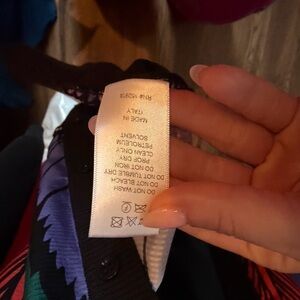 DO NOT WASH
DO NOT BLEACH
DO NOT TUMBLE DRY
DO NOT IRON
PROF DRY
CLEAN ONLY
PETROLEUM
SOLVENT
MADE IN
ITALY